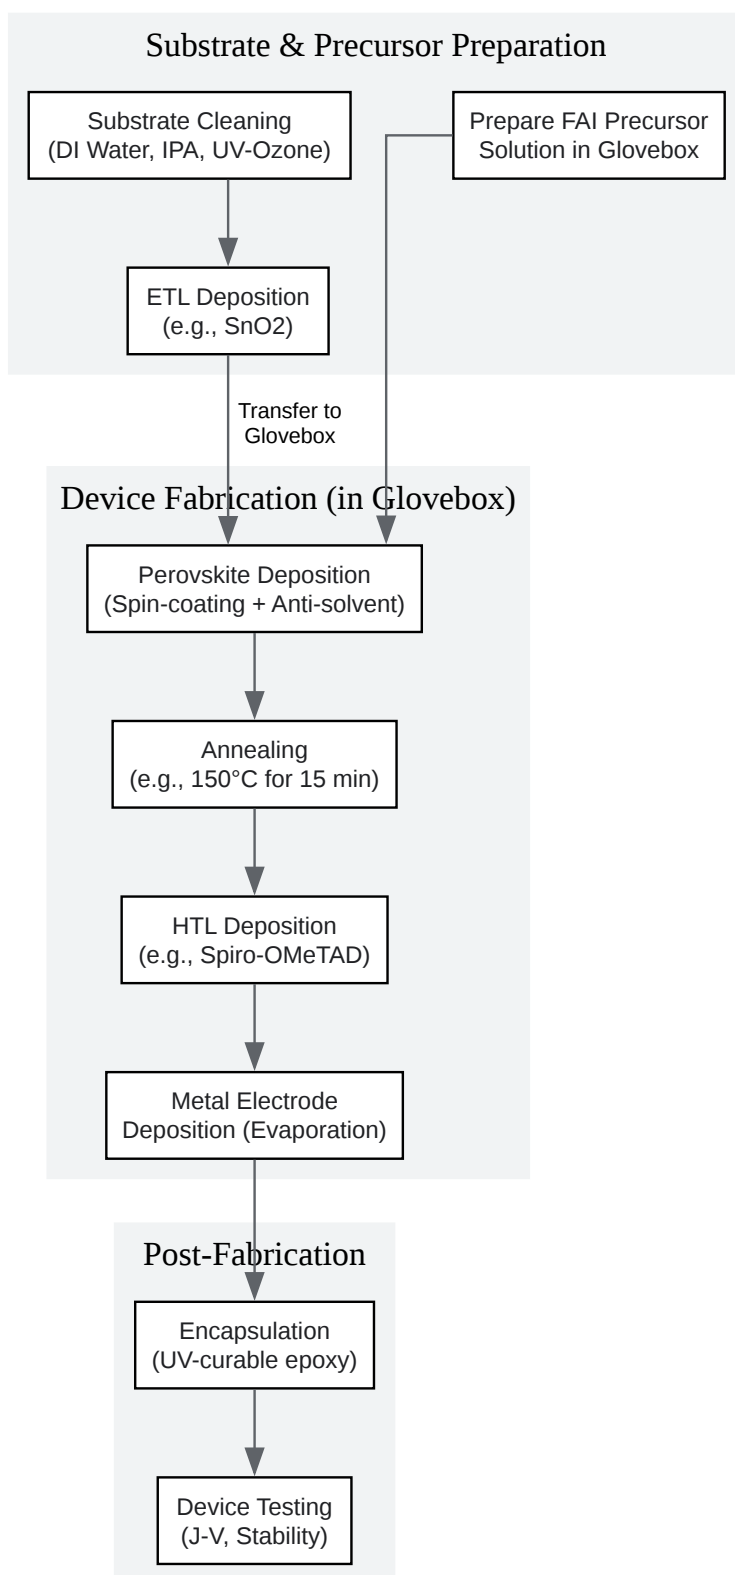 Substrate & Precursor Preparation
Substrate Cleaning
(DI Water, IPA, UV-Ozone)
Prepare FAI Precursor
Solution in Glovebox
ETL Deposition
(e.g., SnO2)
Transfer to
Glovebox
Device Fabrication (in Glovebox)
Perovskite Deposition
(Spin-coating + Anti-solvent)
Annealing
(e.g., 150°C for 15 min)
HTL Deposition
(e.g., Spiro-OMeTAD)
Metal Electrode
Deposition (Evaporation)
Post-Fabrication
Encapsulation
(UV-curable epoxy)
Device Testing
(J-V, Stability)